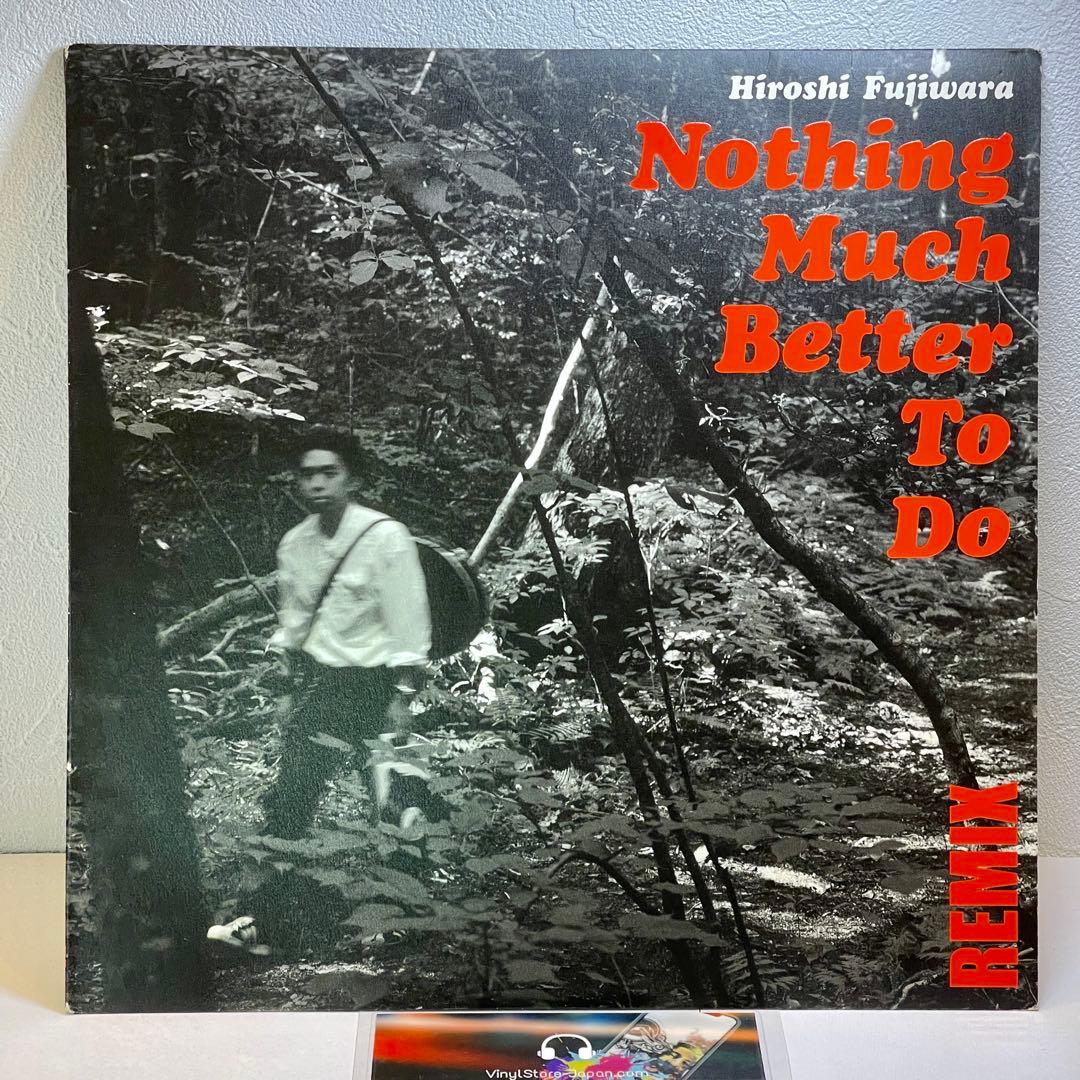 Hiroshi Fujiwara
Nothing
Much
Better
To
Do
REMIX
VinylStore-Japan.com